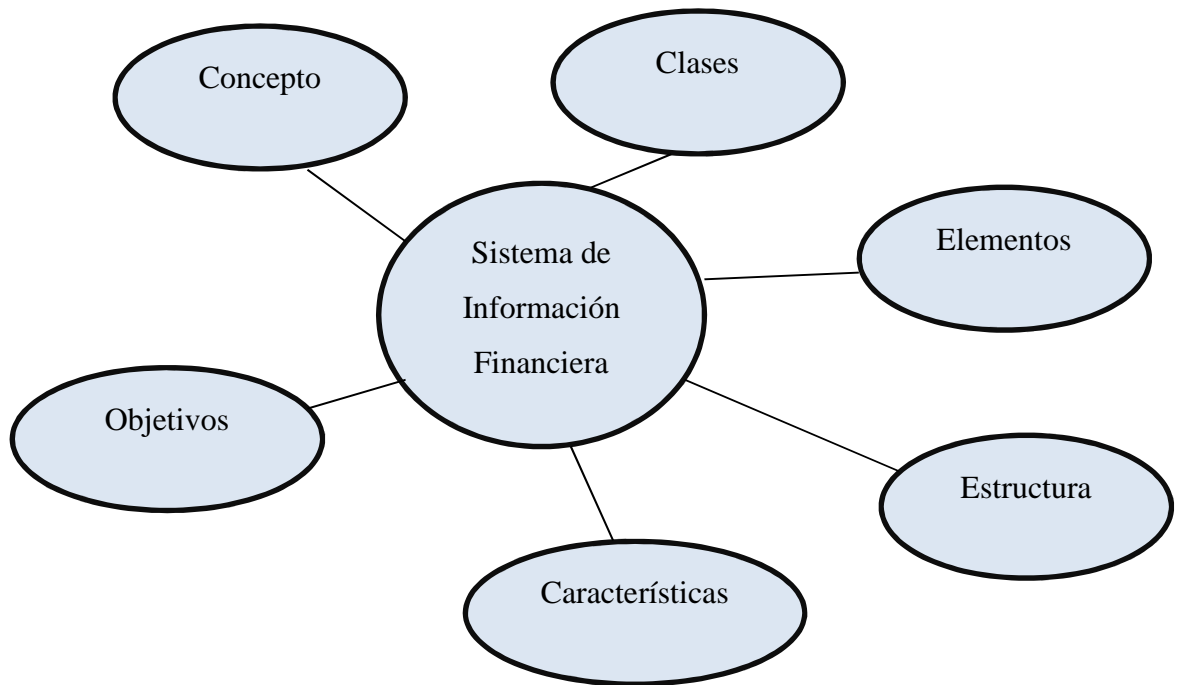 Concepto
Clases
Elementos
Sistema de
Información
Financiera
Objetivos
Estructura
Características